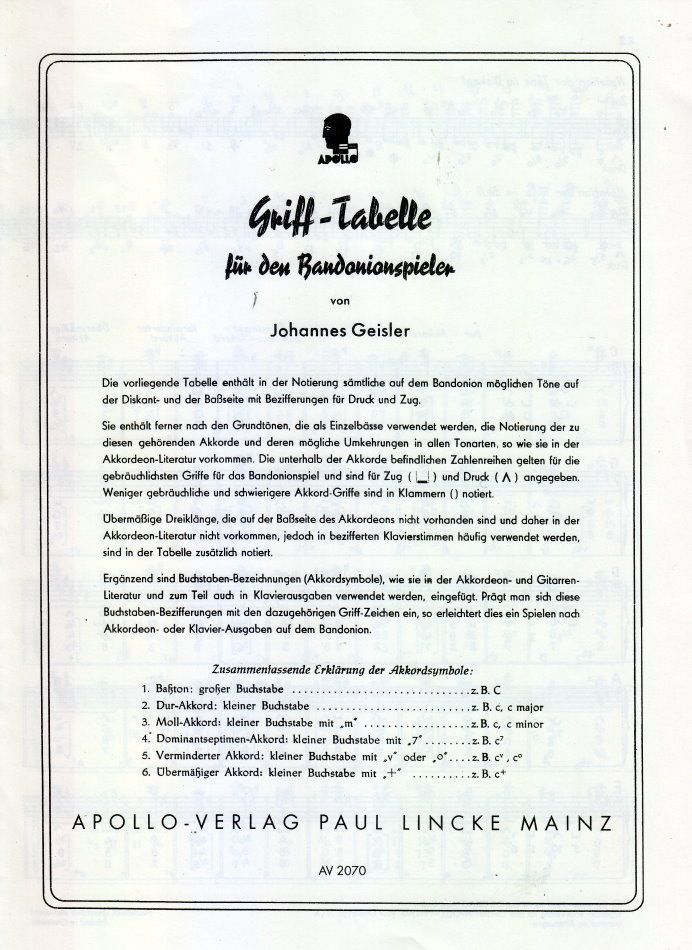 APOLLO
Griff-Tabelle
für den Bandonionspieler
von
Johannes Geisler
Die vorliegende Tabelle enthält in der Notierung sämtliche auf dem Bandonion möglichen Töne auf
der Diskant- und der Baßseite mit Bezifferungen für Druck und Zug.
Sie enthält ferner nach den Grundtönen, die als Einzelbässe verwendet werden, die Notierung der zu
diesen gehörenden Akkorde und deren mögliche Umkehrungen in allen Tonarten, so wie sie in der
Akkordeon-Literatur vorkommen. Die unterhalb der Akkorde befindlichen Zahlenreihen gelten für die
gebräuchlichsten Griffe für das Bandonionspiel und sind für Zug ( |__| ) und Druck ( Λ ) angegeben.
Weniger gebräuchliche und schwierigere Akkord-Griffe sind in Klammern () notiert.
Übermäßige Dreiklänge, die auf der Baßseite des Akkordeons nicht vorhanden sind und daher in der
Akkordeon-Literatur nicht vorkommen, jedoch in bezifferten Klavierstimmen häufig verwendet werden,
sind in der Tabelle zusätzlich notiert.
Ergänzend sind Buchstaben-Bezeichnungen (Akkordsymbole), wie sie in der Akkordeon- und Gitarren-
Literatur und zum Teil auch in Klavierausgaben verwendet werden, eingefügt. Prägt man sich diese
Buchstaben-Bezifferungen mit den dazugehörigen Griff-Zeichen ein, so erleichtert dies ein Spielen nach
Akkordeon- oder Klavier-Ausgaben auf dem Bandonion.
Zusammenfassende Erklärung der Akkordsymbole:
1. Baßton: großer Buchstabe ............................ z. B. C
2. Dur-Akkord: kleiner Buchstabe ......................... z. B. c, c major
3. Moll-Akkord: kleiner Buchstabe mit „m" ................. z. B. c, c minor
4. Dominantseptimen-Akkord: kleiner Buchstabe mit „7" ........ z. B. c⁷
5. Verminderter Akkord: kleiner Buchstabe mit „v" oder „o" .... z. B. cᵛ, c°
6. Übermäßiger Akkord: kleiner Buchstabe mit „+" .......... z. B. c⁺
APOLLO-VERLAG PAUL LINCKE MAINZ
AV 2070